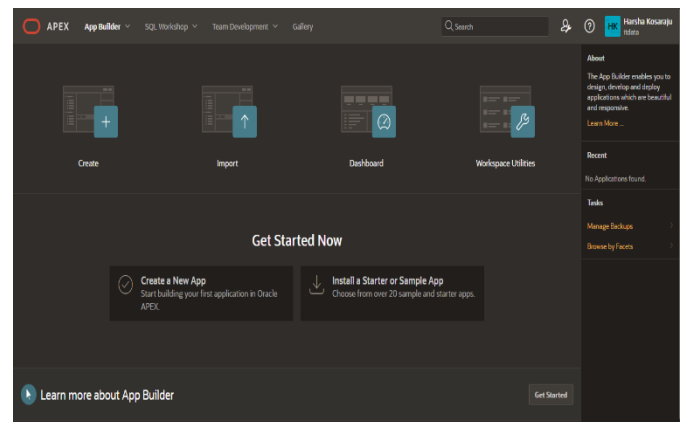 APEX App Builder SQL Workshop Team Development Gallery Search HK Harsha Kosaraju
ridata
Create Import Dashboard Workspace Utilities
Get Started Now
Create a New App
Start building your first application in Oracle
APEX.
Install a Starter or Sample App
Choose from over 20 sample and starter apps.
Learn more about App Builder Get Started
About
The App Builder enables you to
design, develop and deploy
applications which are beautiful
and responsive.
Learn More ...
Recent
No Applications found.
Tasks
Manage Backups
Browse by Facets